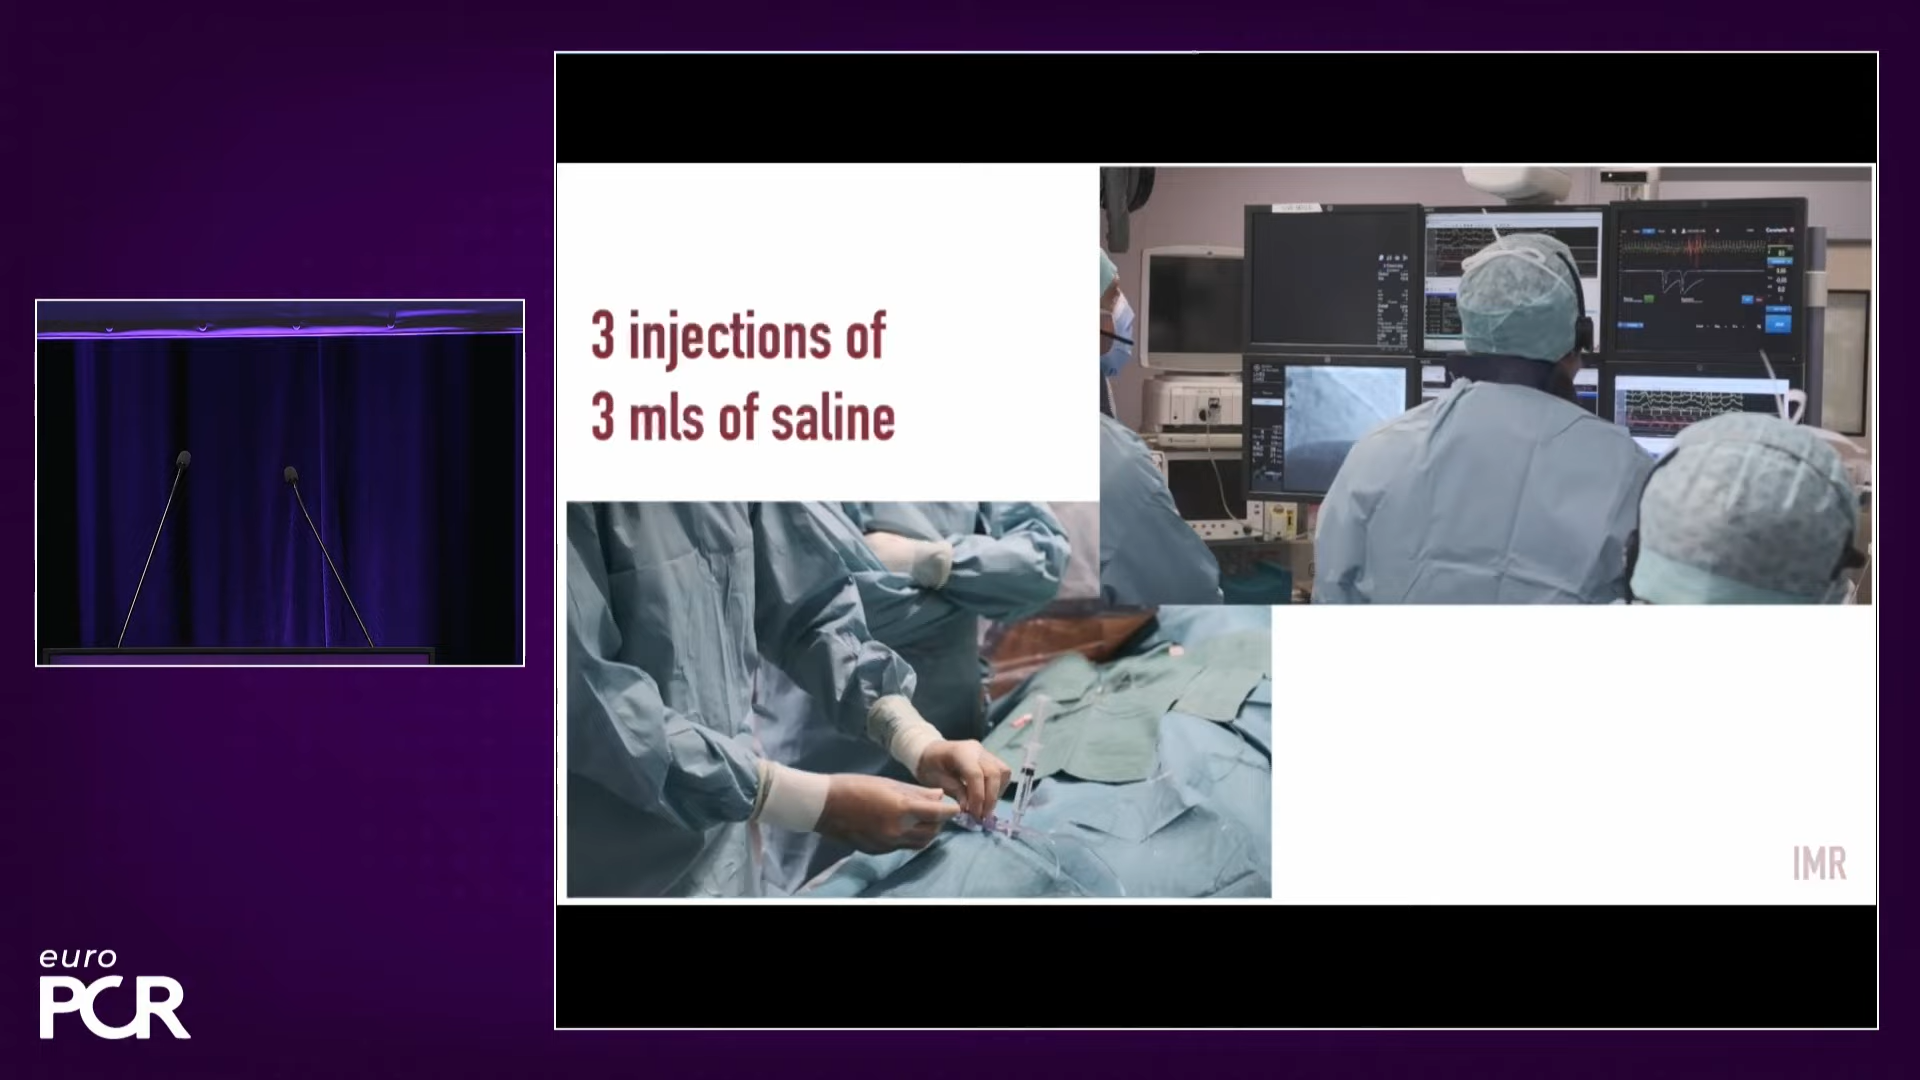 3 injections of
3 mls of saline
IMR
euro
PCR